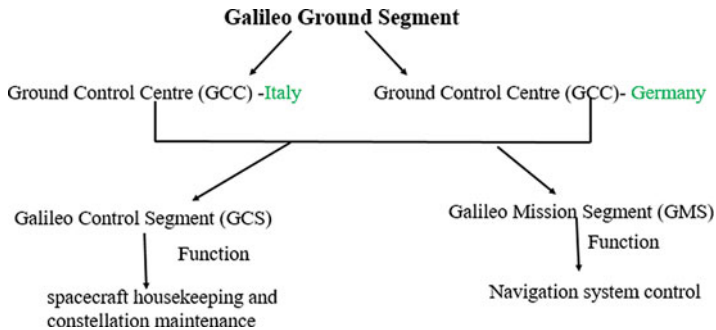 Galileo Ground Segment
Ground Control Centre (GCC) -Italy
Ground Control Centre (GCC)- Germany
Galileo Control Segment (GCS)
Galileo Mission Segment (GMS)
Function
Function
spacecraft housekeeping and
constellation maintenance
Navigation system control